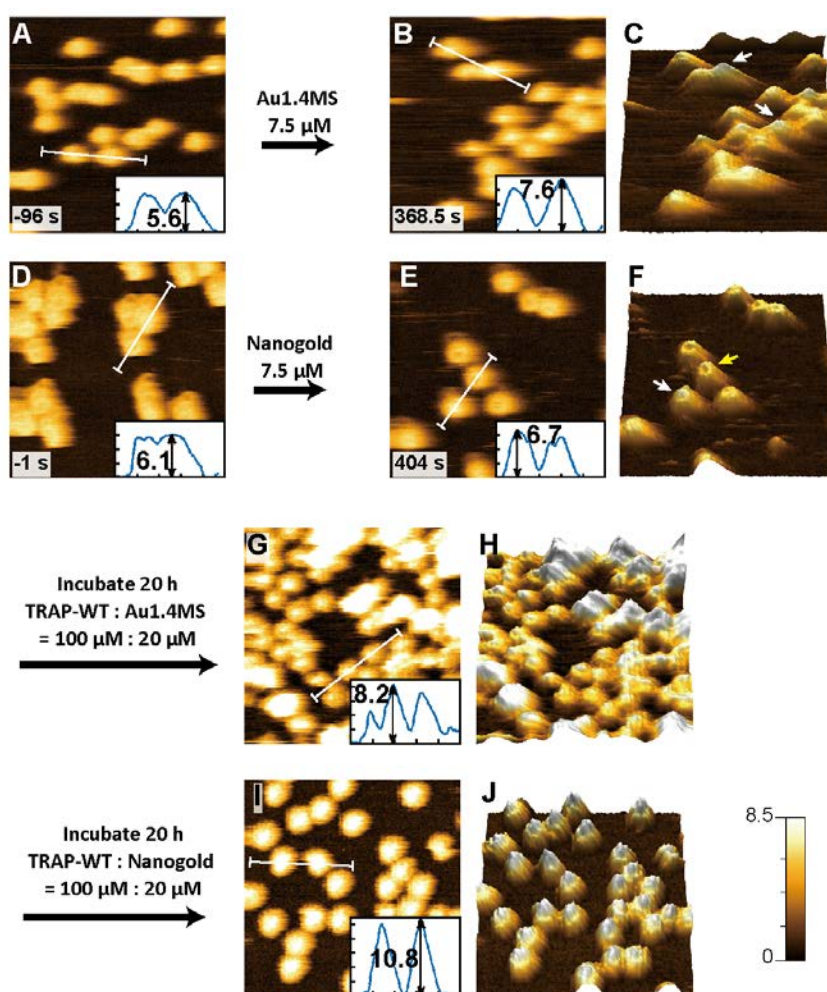 A
B
C
Au1.4MS
7.5 µM
-96 s
5.6
368.5 s
7.6
D
E
F
Nanogold
7.5 µM
-1 s
6.1
404 s
6.7
G
H
Incubate 20 h
TRAP-WT : Au1.4MS
= 100 µM : 20 µM
8.2
I
J
Incubate 20 h
TRAP-WT : Nanogold
= 100 µM : 20 µM
10.8
8.5
0